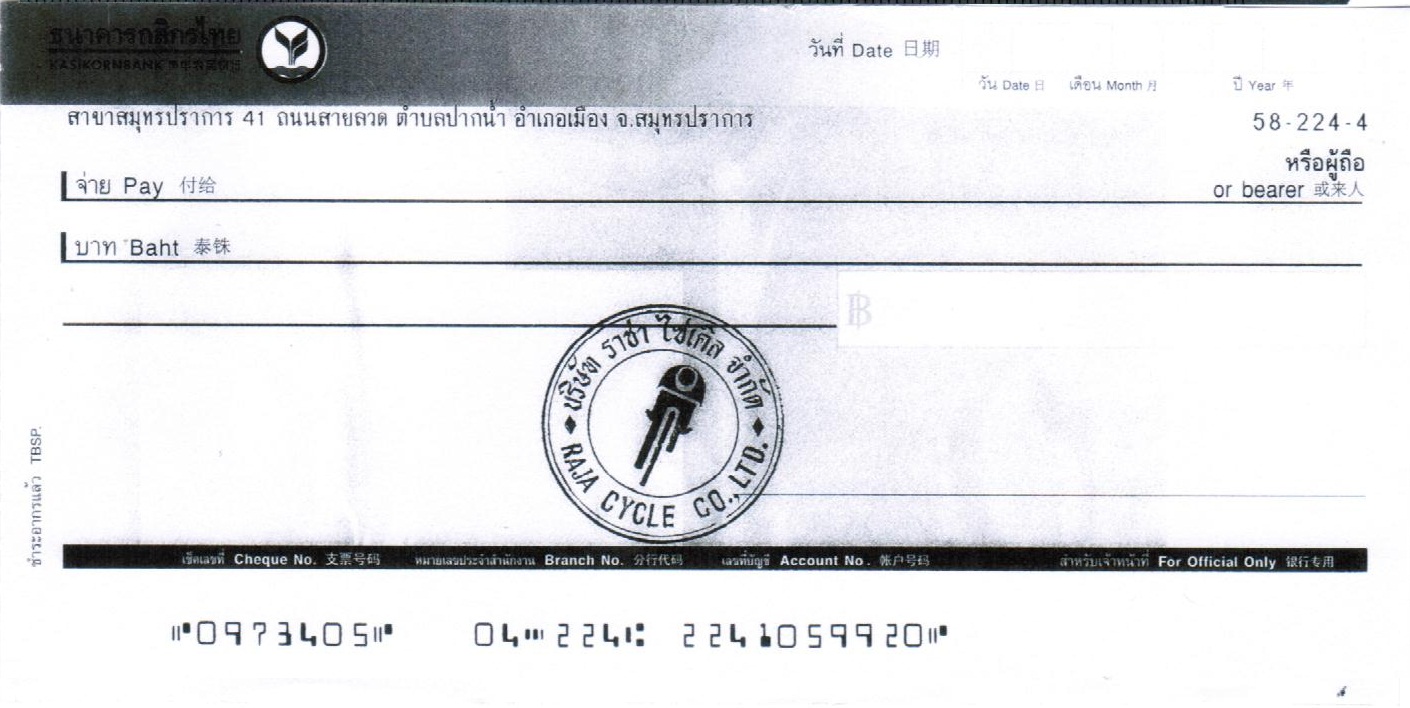 ธนาคารกสิกรไทย
KASIKORNBANK 开泰银行
วันที่ Date 日期
วัน Date 日 เดือน Month 月 ปี Year 年
สาขาสมุทรปราการ 41 ถนนสายลวด ตำบลปากน้ำ อำเภอเมือง จ.สมุทรปราการ
58-224-4
หรือผู้ถือ
จ่าย Pay 付给
or bearer 或来人
บาท Baht 泰铢
฿
บริษัท ราชา ไซเคิล จำกัด
RAJA CYCLE CO.,LTD.
ชำระอากรแล้ว TBSP.
เช็คเลขที่ Cheque No. 支票号码 หมายเลขประจำสำนักงาน Branch No. 分行代码 เลขที่บัญชี Account No. 帐户号码 สำหรับเจ้าหน้าที่ For Official Only 银行专用
⑈0973405⑈ 04⑉224⑆ 2241059920⑈